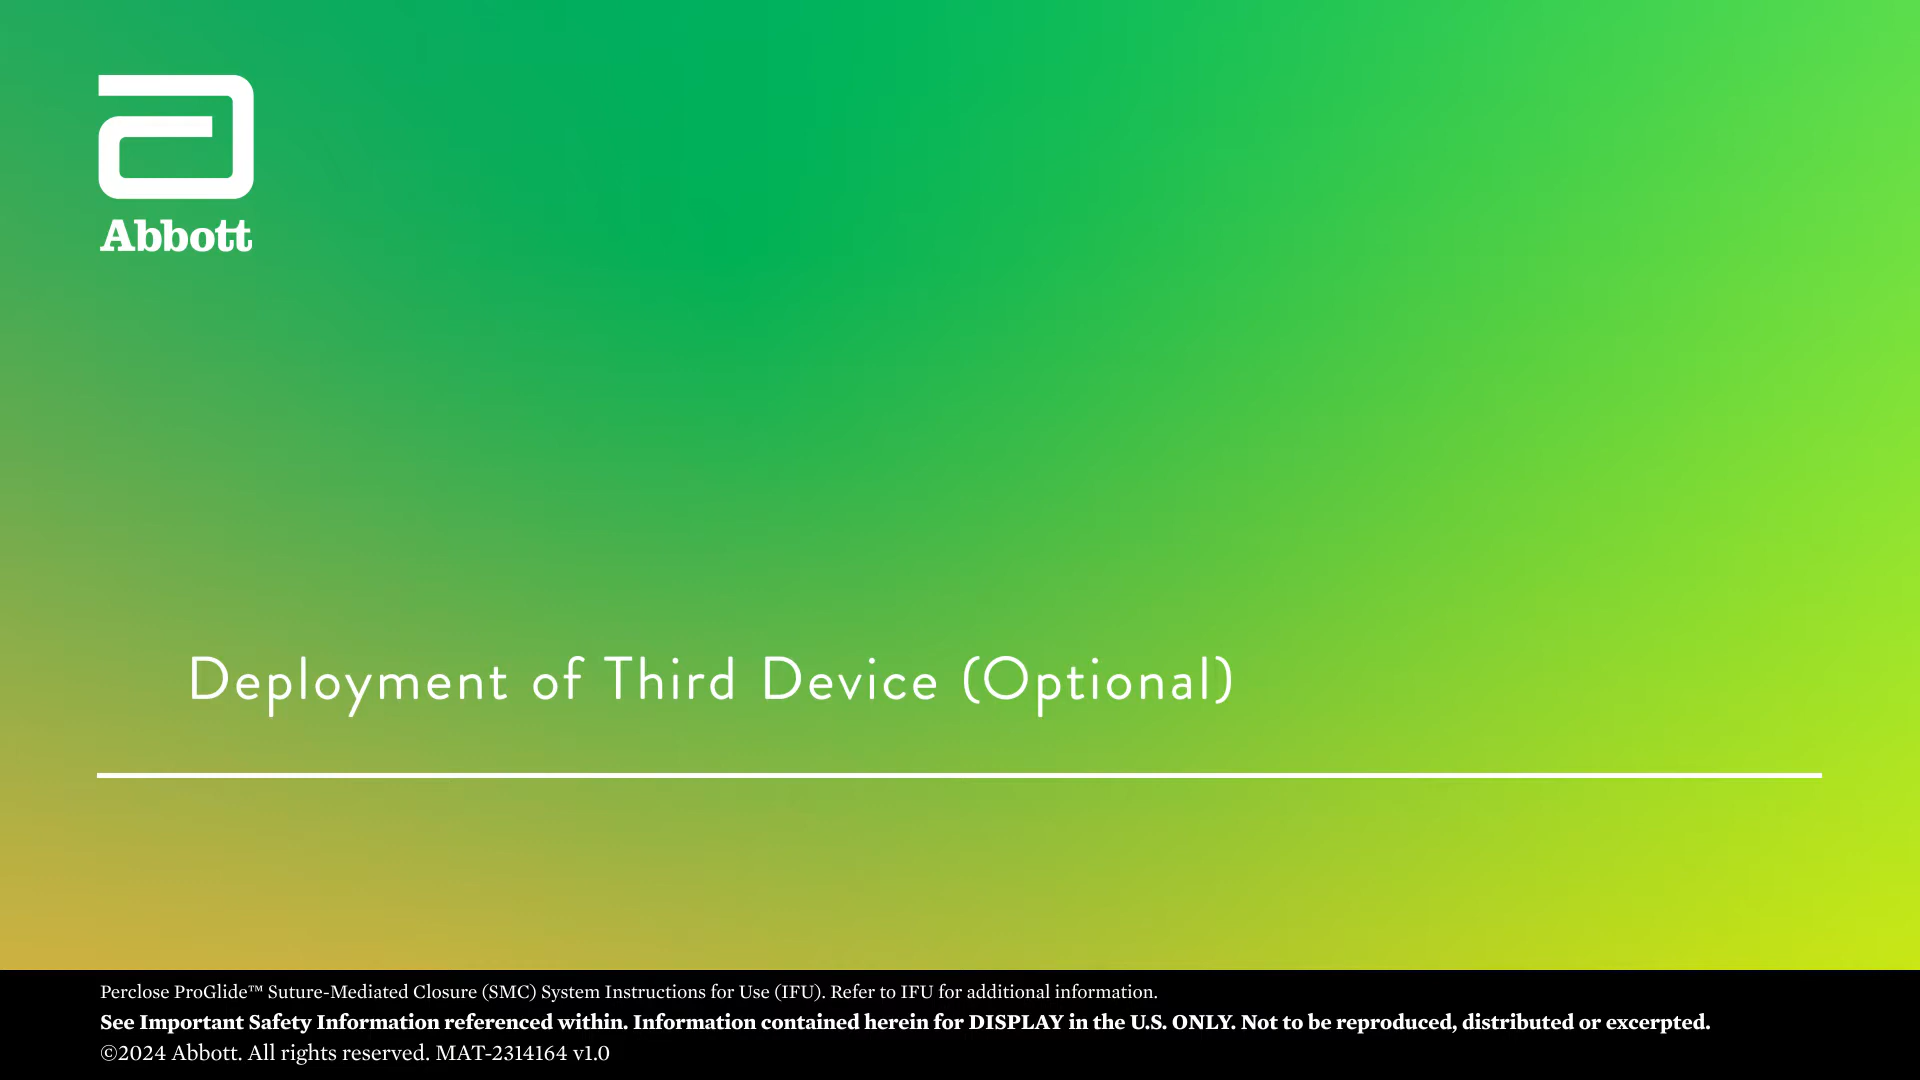 Abbott
Deployment of Third Device (Optional)
Perclose ProGlide™ Suture-Mediated Closure (SMC) System Instructions for Use (IFU). Refer to IFU for additional information.
See Important Safety Information referenced within. Information contained herein for DISPLAY in the U.S. ONLY. Not to be reproduced, distributed or excerpted.
©2024 Abbott. All rights reserved. MAT-2314164 v1.0